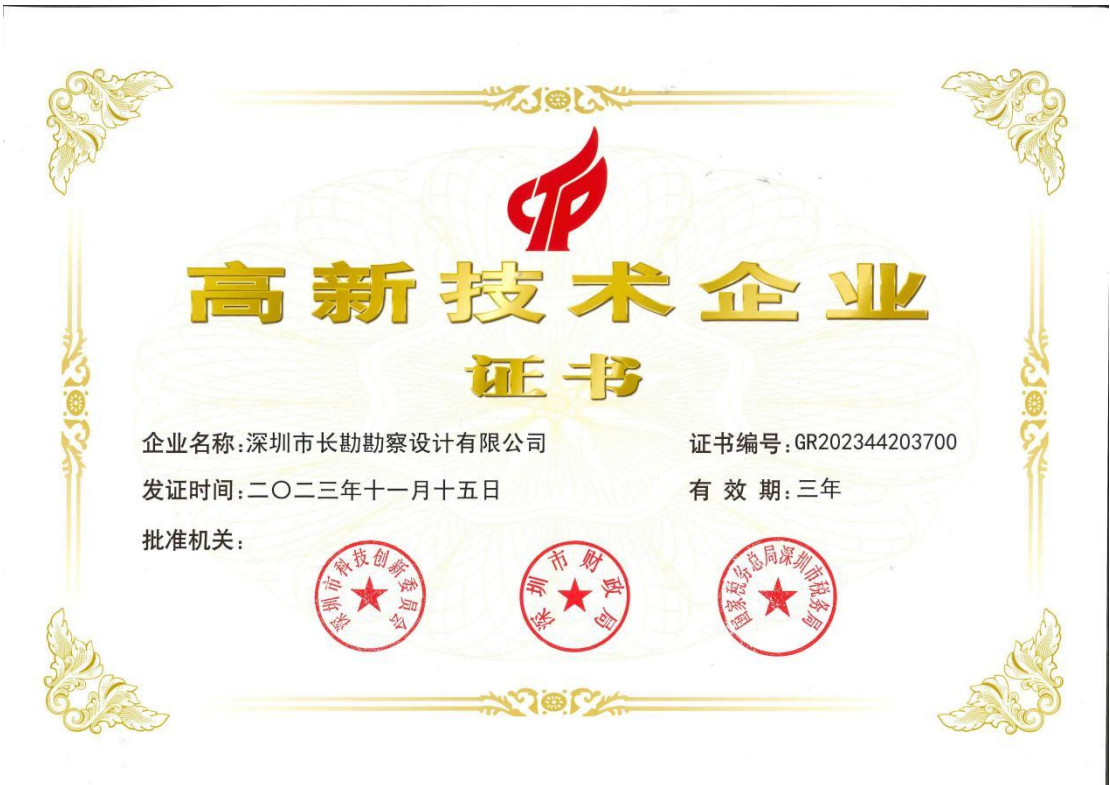 高新技术企业
证书
企业名称:深圳市长勘勘察设计有限公司
证书编号:GR202344203700
发证时间:二〇二三年十一月十五日
有效期:三年
批准机关:
深圳市科技创新委员会
深圳市财政局
国家税务总局深圳市税务局